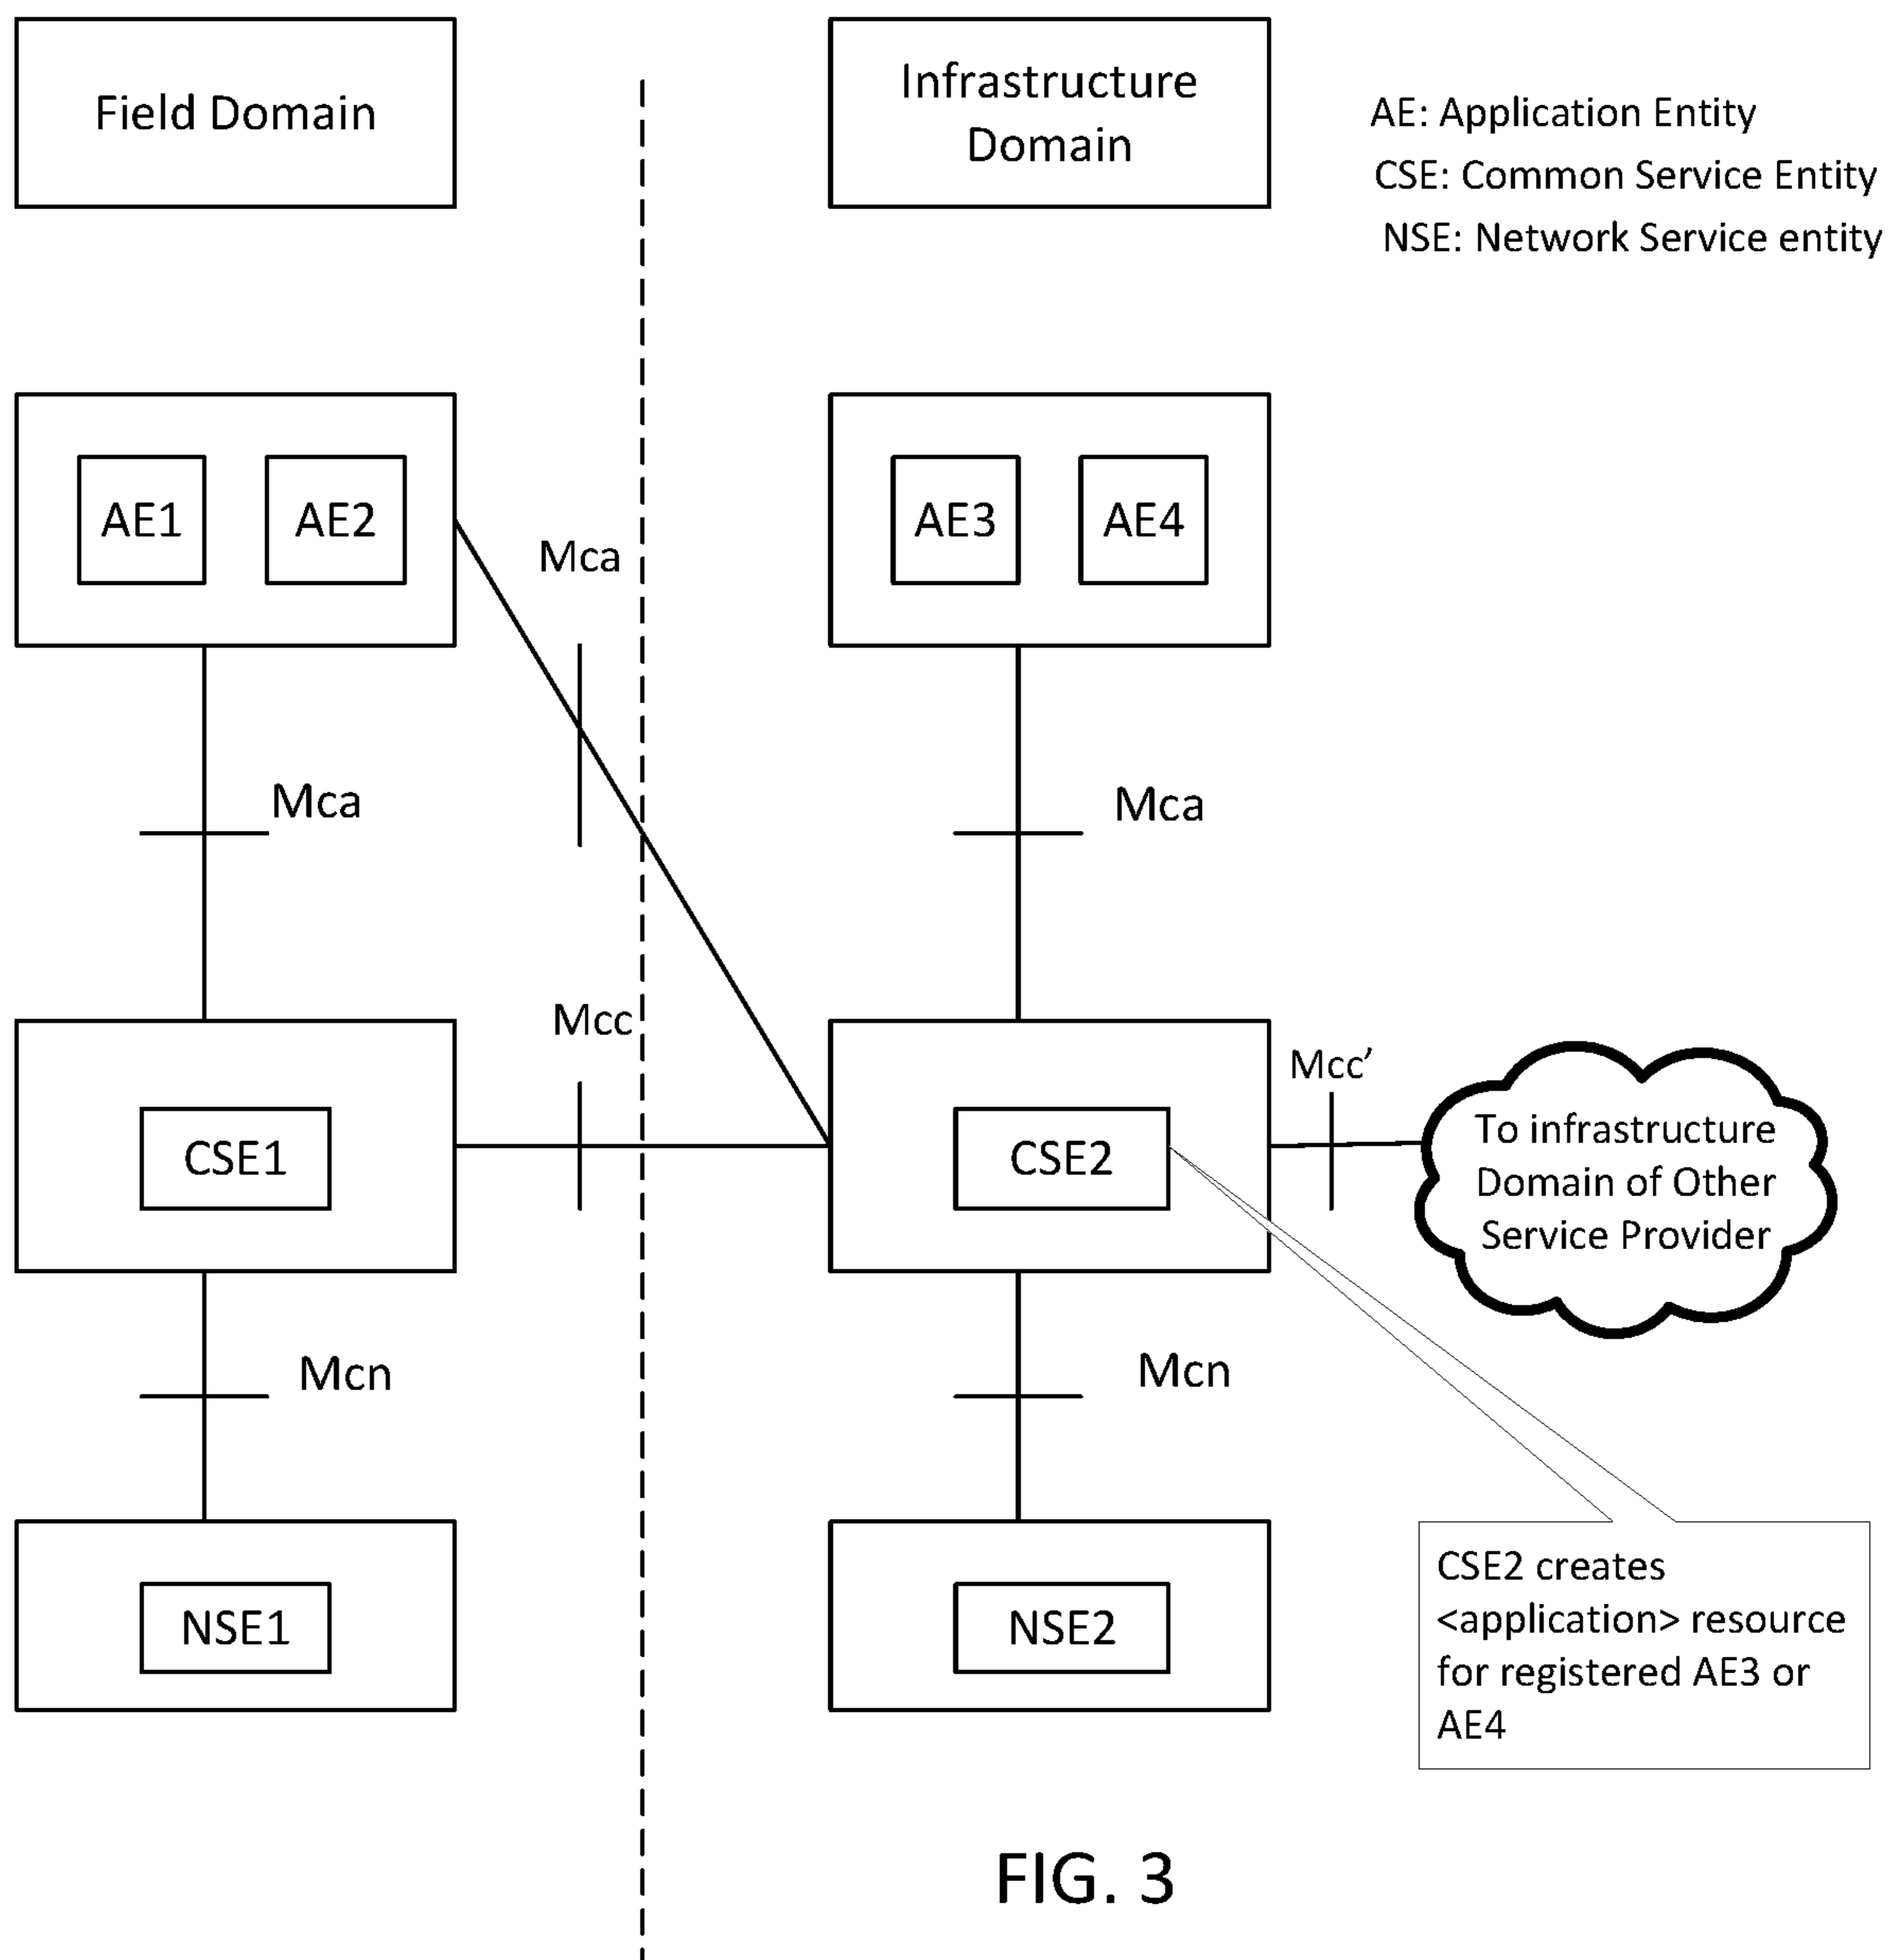 Field Domain
Infrastructure
Domain
AE: Application Entity
CSE: Common Service Entity
NSE: Network Service entity
AE1
AE2
Mca
AE3
AE4
Mca
Mca
Mcc
Mcc’
CSE1
CSE2
To infrastructure
Domain of Other
Service Provider
Mcn
Mcn
NSE1
NSE2
CSE2 creates
<application> resource
for registered AE3 or
AE4
FIG. 3